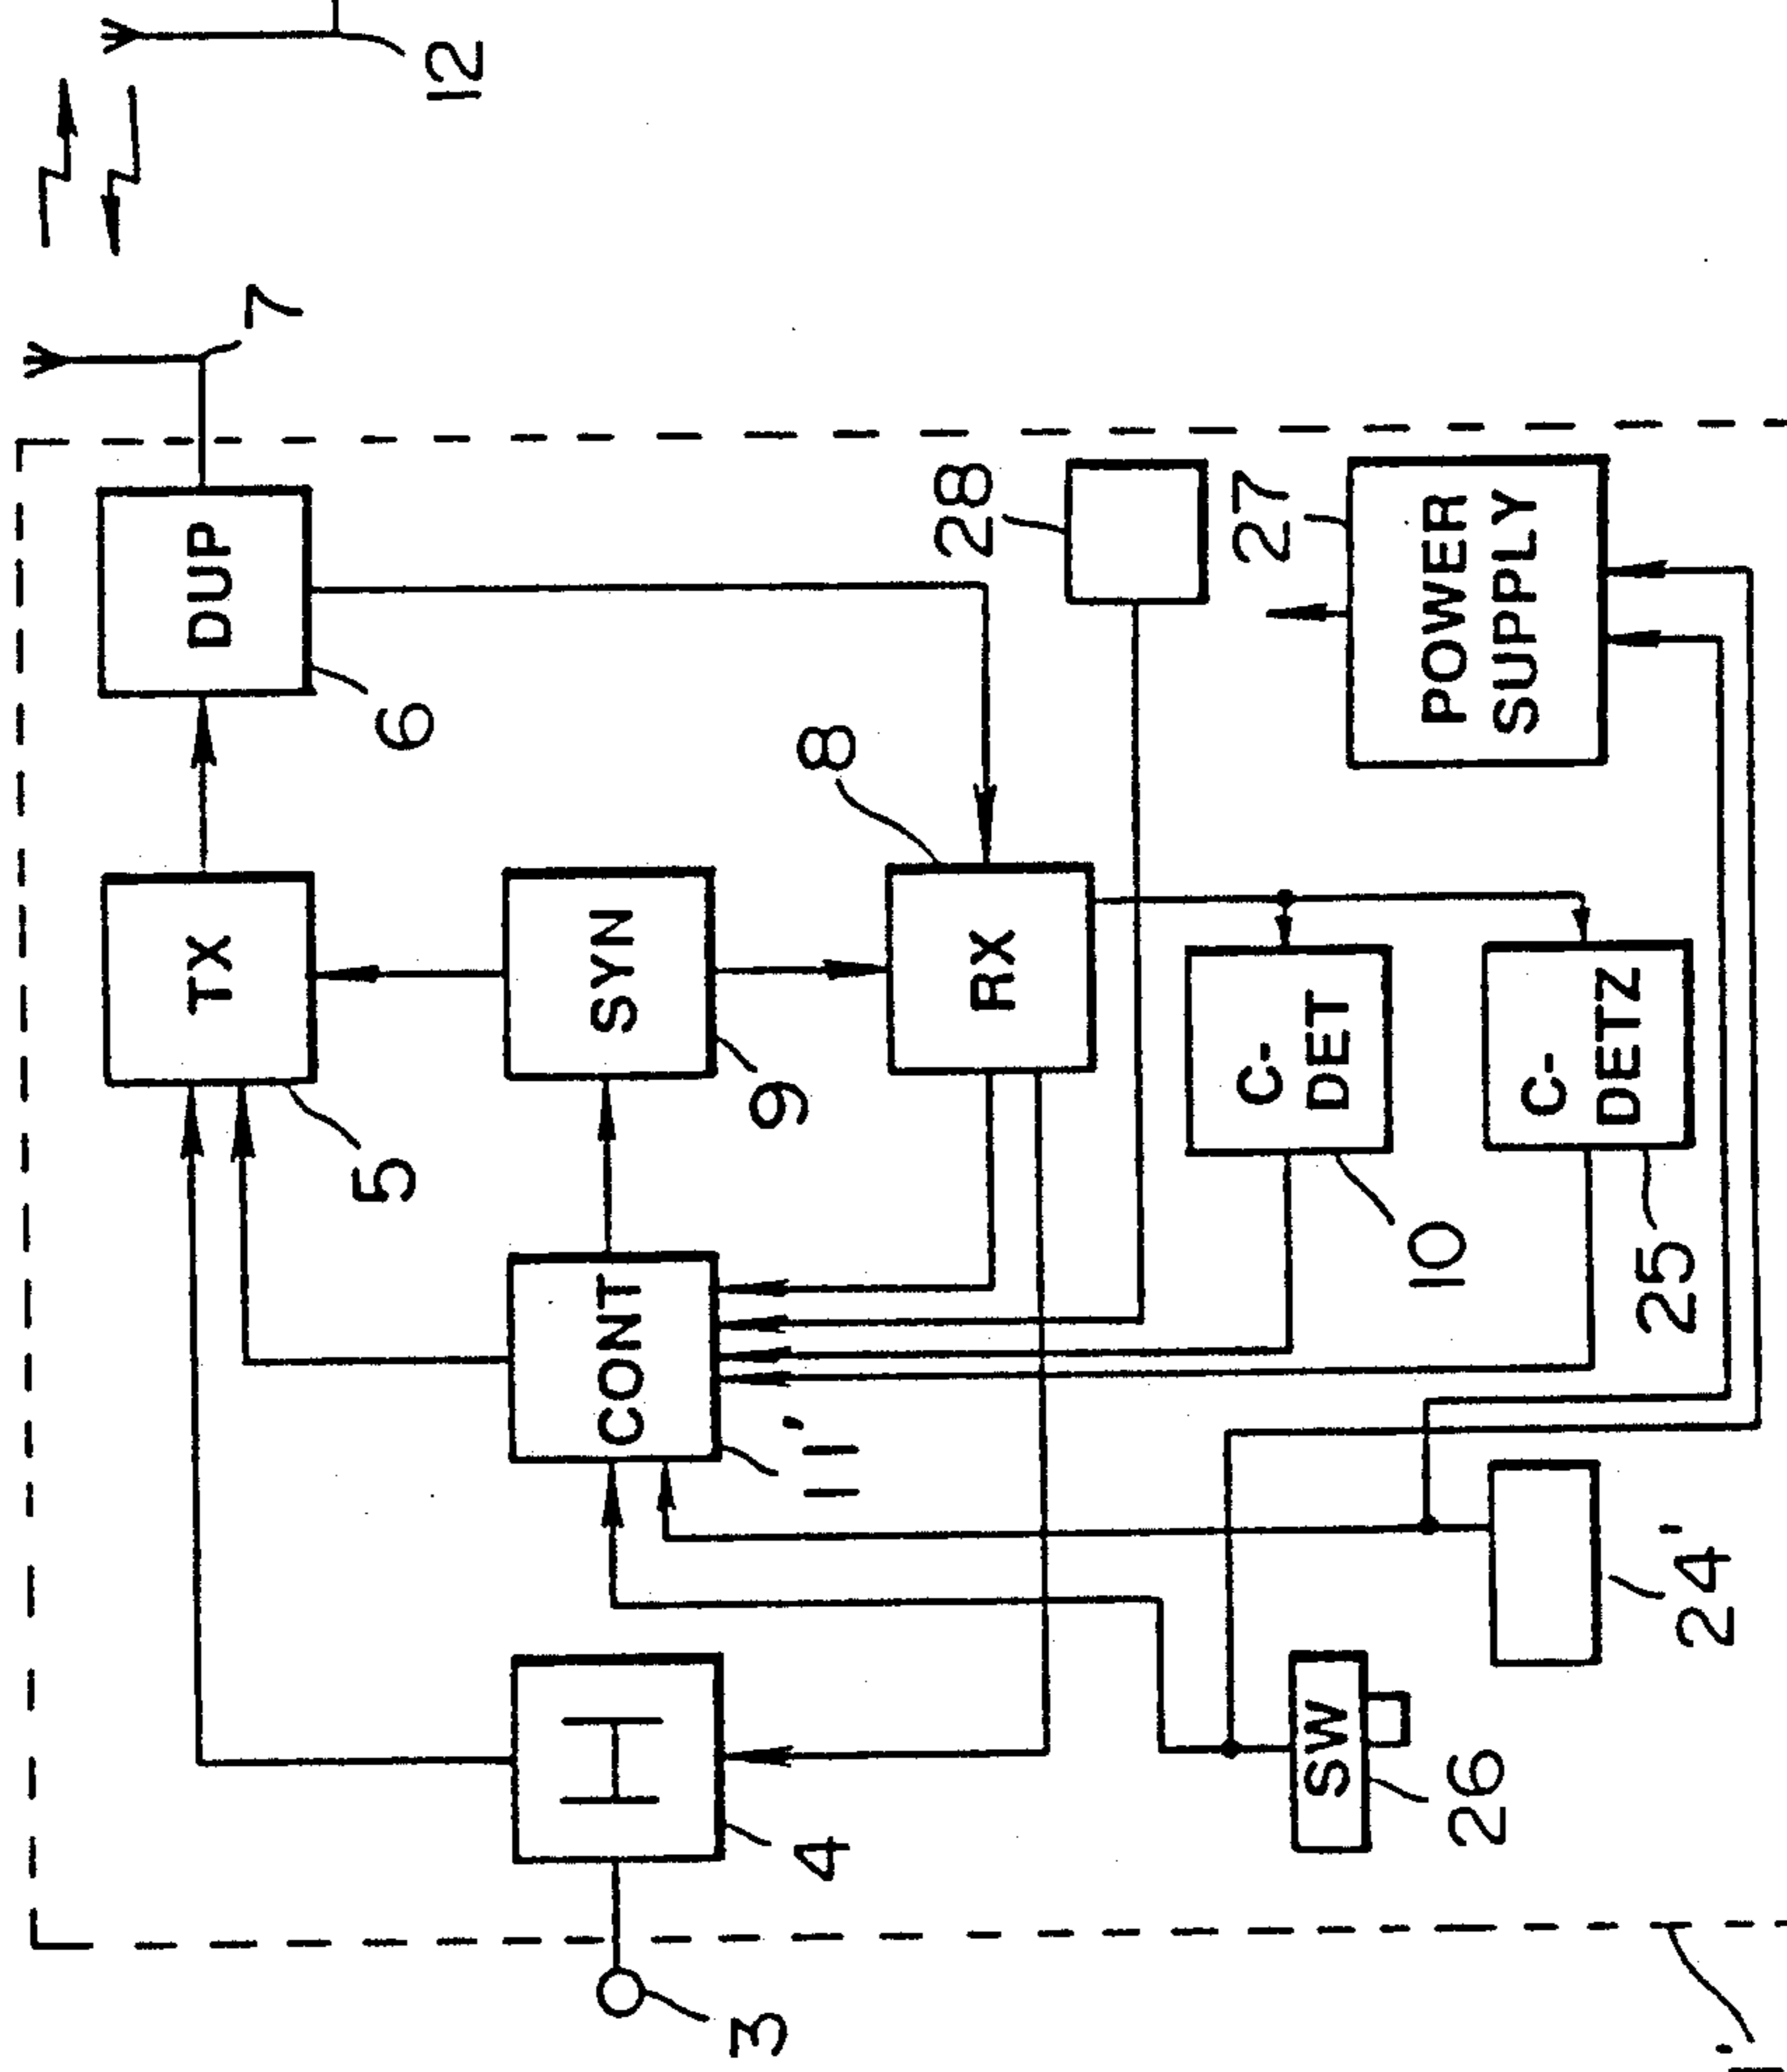 3
4
H
TX
5
DUP
6
7
12
CONT
11'
SYN
9
RX
8
28
C-
DET
10
C-
DETZ
25
SW
26
24'
POWER
SUPPLY
27